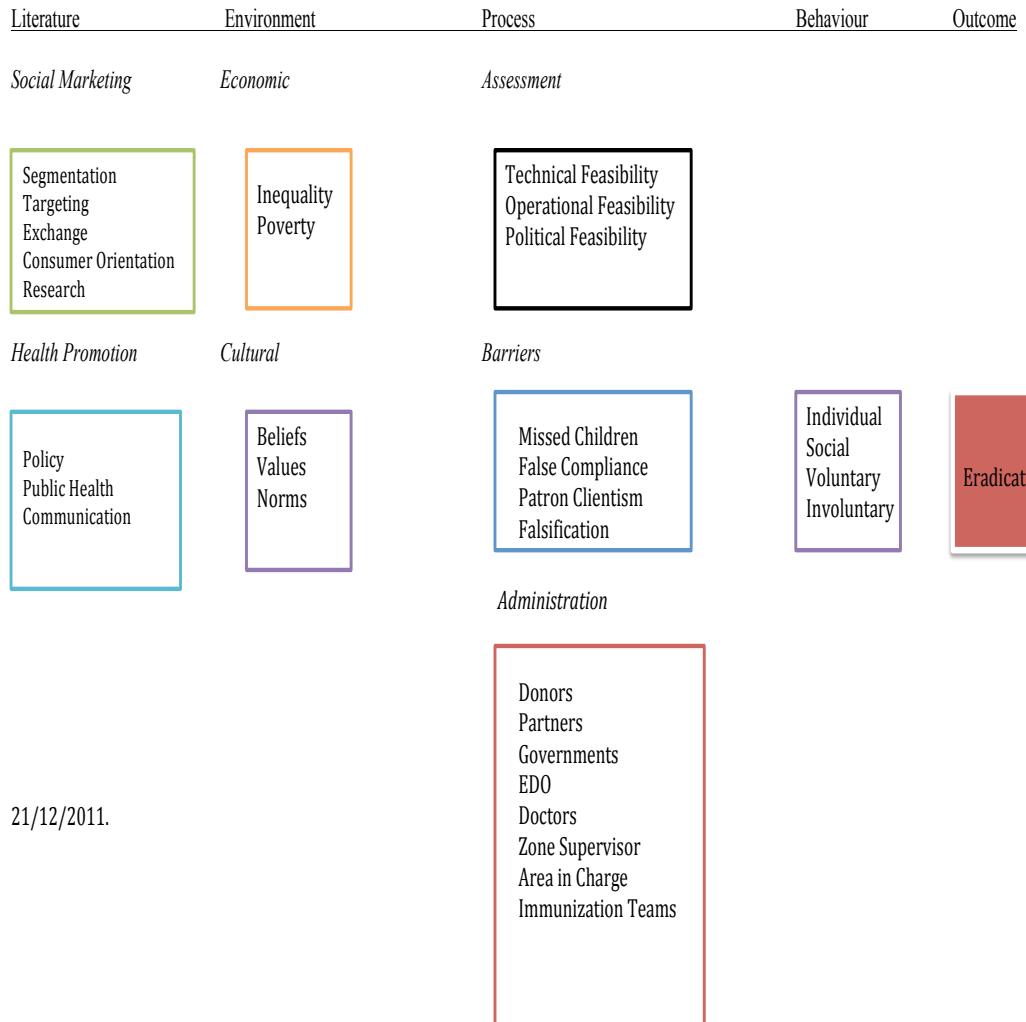 Literature Environment Process Behaviour Outcome
Social Marketing Economic Assessment
Segmentation
Targeting
Exchange
Consumer Orientation
Research
Inequality
Poverty
Technical Feasibility
Operational Feasibility
Political Feasibility
Health Promotion Cultural Barriers
Policy
Public Health
Communication
Beliefs
Values
Norms
Missed Children
False Compliance
Patron Clientism
Falsification
Individual
Social
Voluntary
Involuntary
Eradicat
Administration
Donors
Partners
Governments
EDO
Doctors
Zone Supervisor
Area in Charge
Immunization Teams
21/12/2011.